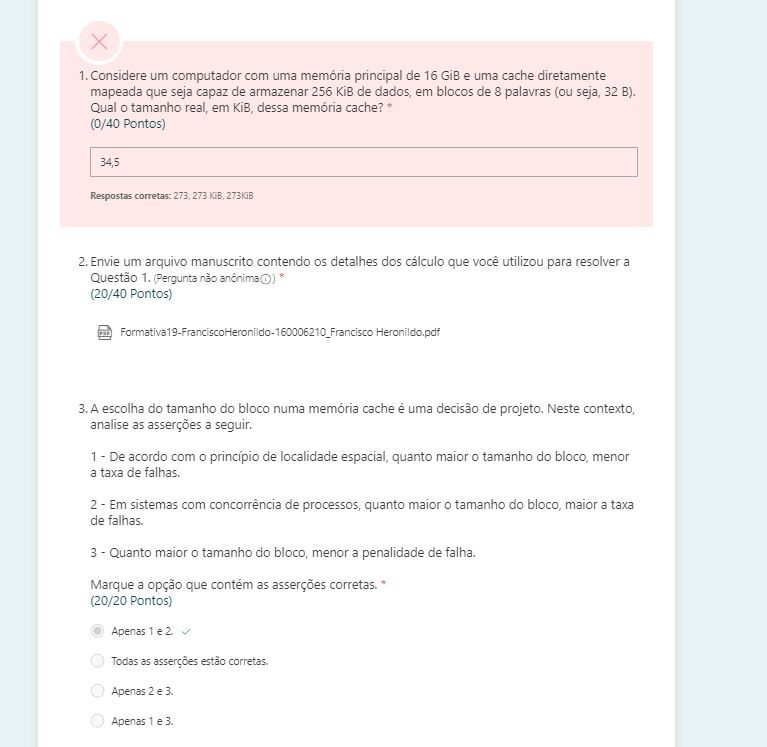 1. Considere um computador com uma memória principal de 16 GiB e uma cache diretamente
mapeada que seja capaz de armazenar 256 KiB de dados, em blocos de 8 palavras (ou seja, 32 B).
Qual o tamanho real, em KiB, dessa memória cache? *
(0/40 Pontos)
34,5
Respostas corretas: 273, 273 KiB, 273KiB
2. Envie um arquivo manuscrito contendo os detalhes dos cálculo que você utilizou para resolver a
Questão 1. (Pergunta não anônima) *
(20/40 Pontos)
PDF Formativa19-FranciscoHeronildo-160006210_Francisco Heronildo.pdf
3. A escolha do tamanho do bloco numa memória cache é uma decisão de projeto. Neste contexto,
analise as asserções a seguir.
1 - De acordo com o princípio de localidade espacial, quanto maior o tamanho do bloco, menor
a taxa de falhas.
2 - Em sistemas com concorrência de processos, quanto maior o tamanho do bloco, maior a taxa
de falhas.
3 - Quanto maior o tamanho do bloco, menor a penalidade de falha.
Marque a opção que contém as asserções corretas. *
(20/20 Pontos)
Apenas 1 e 2.
Todas as asserções estão corretas.
Apenas 2 e 3.
Apenas 1 e 3.